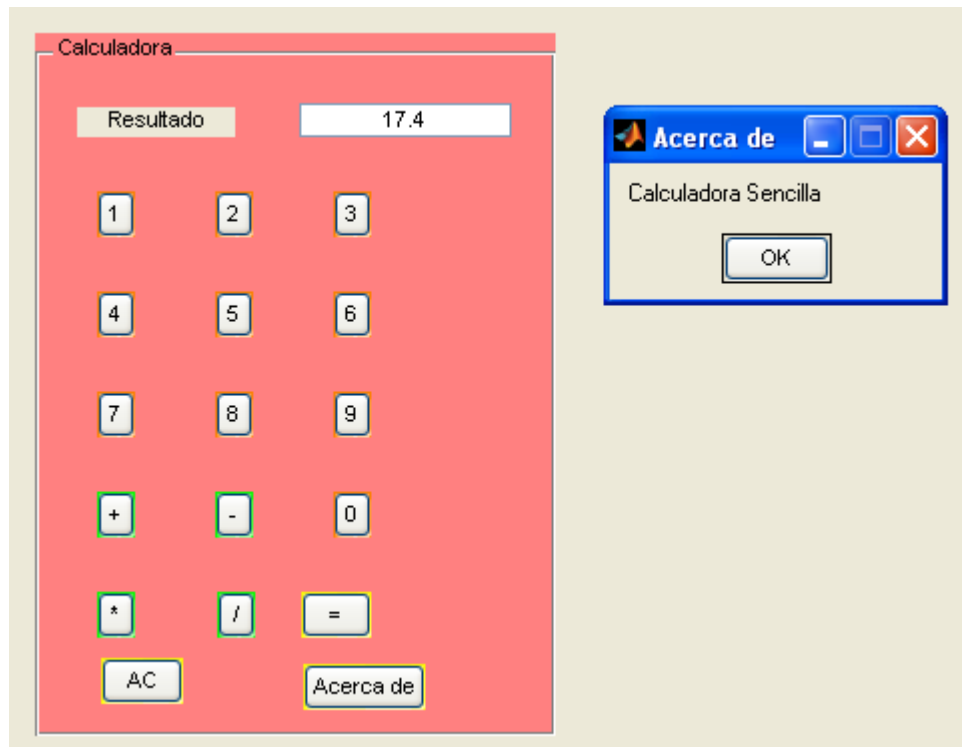 Calculadora
Resultado 17.4
1 2 3
4 5 6
7 8 9
+ - 0
* / =
AC Acerca de
Acerca de
Calculadora Sencilla
OK